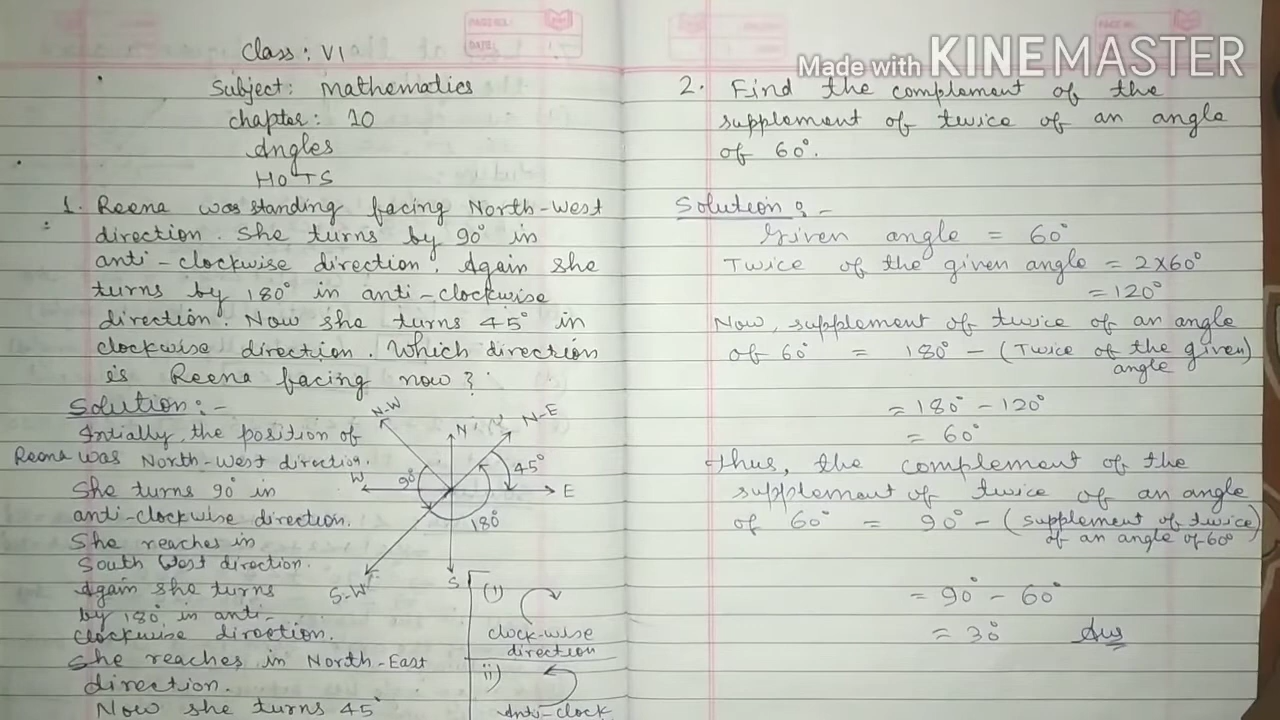 Class: VI
Subject: Mathematics
Chapter: 10
Angles
HOTS
1. Reena was standing facing North-West
direction. She turns by 90° in
anti-clockwise direction. Again she
turns by 180° in anti-clockwise
direction. Now she turns 45° in
clockwise direction. Which direction
is Reena facing now?
Solution:-
Intially, the position of
Reena was North-West direction.
She turns 90° in
anti-clockwise direction.
She reaches in
South West direction.
Again she turns
by 180° in anti-
clockwise direction.
She reaches in North-East
direction.
Now she turns 45°
N-W
N
N-E
W
90°
45°
E
180°
S-W
S
(i)
clock-wise
direction
ii)
Anti-clock
PAGE NO.:
DATE:
Made with KINEMASTER
2. Find the complement of the
supplement of twice of an angle
of 60°.
Solution:-
Given angle = 60°
Twice of the given angle = 2×60°
= 120°
Now, supplement of twice of an angle
of 60° = 180° - (Twice of the given)
angle
= 180° - 120°
= 60°
Thus, the complement of the
supplement of twice of an angle
of 60° = 90° - (supplement of twice)
of an angle of 60°
= 90° - 60°
= 30° Ans